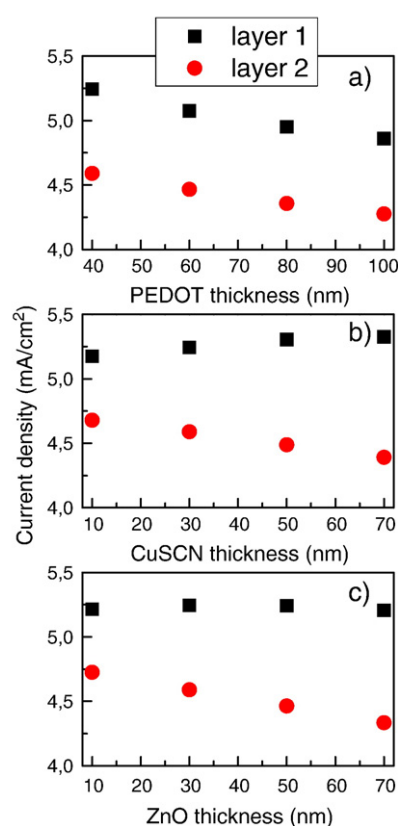 layer 1
layer 2
a)
5,5
5,0
4,5
4,0
40 50 60 70 80 90 100
PEDOT thickness (nm)
b)
5,5
5,0
4,5
4,0
10 20 30 40 50 60 70
CuSCN thickness (nm)
Current density (mA/cm²)
c)
5,5
5,0
4,5
4,0
10 20 30 40 50 60 70
ZnO thickness (nm)